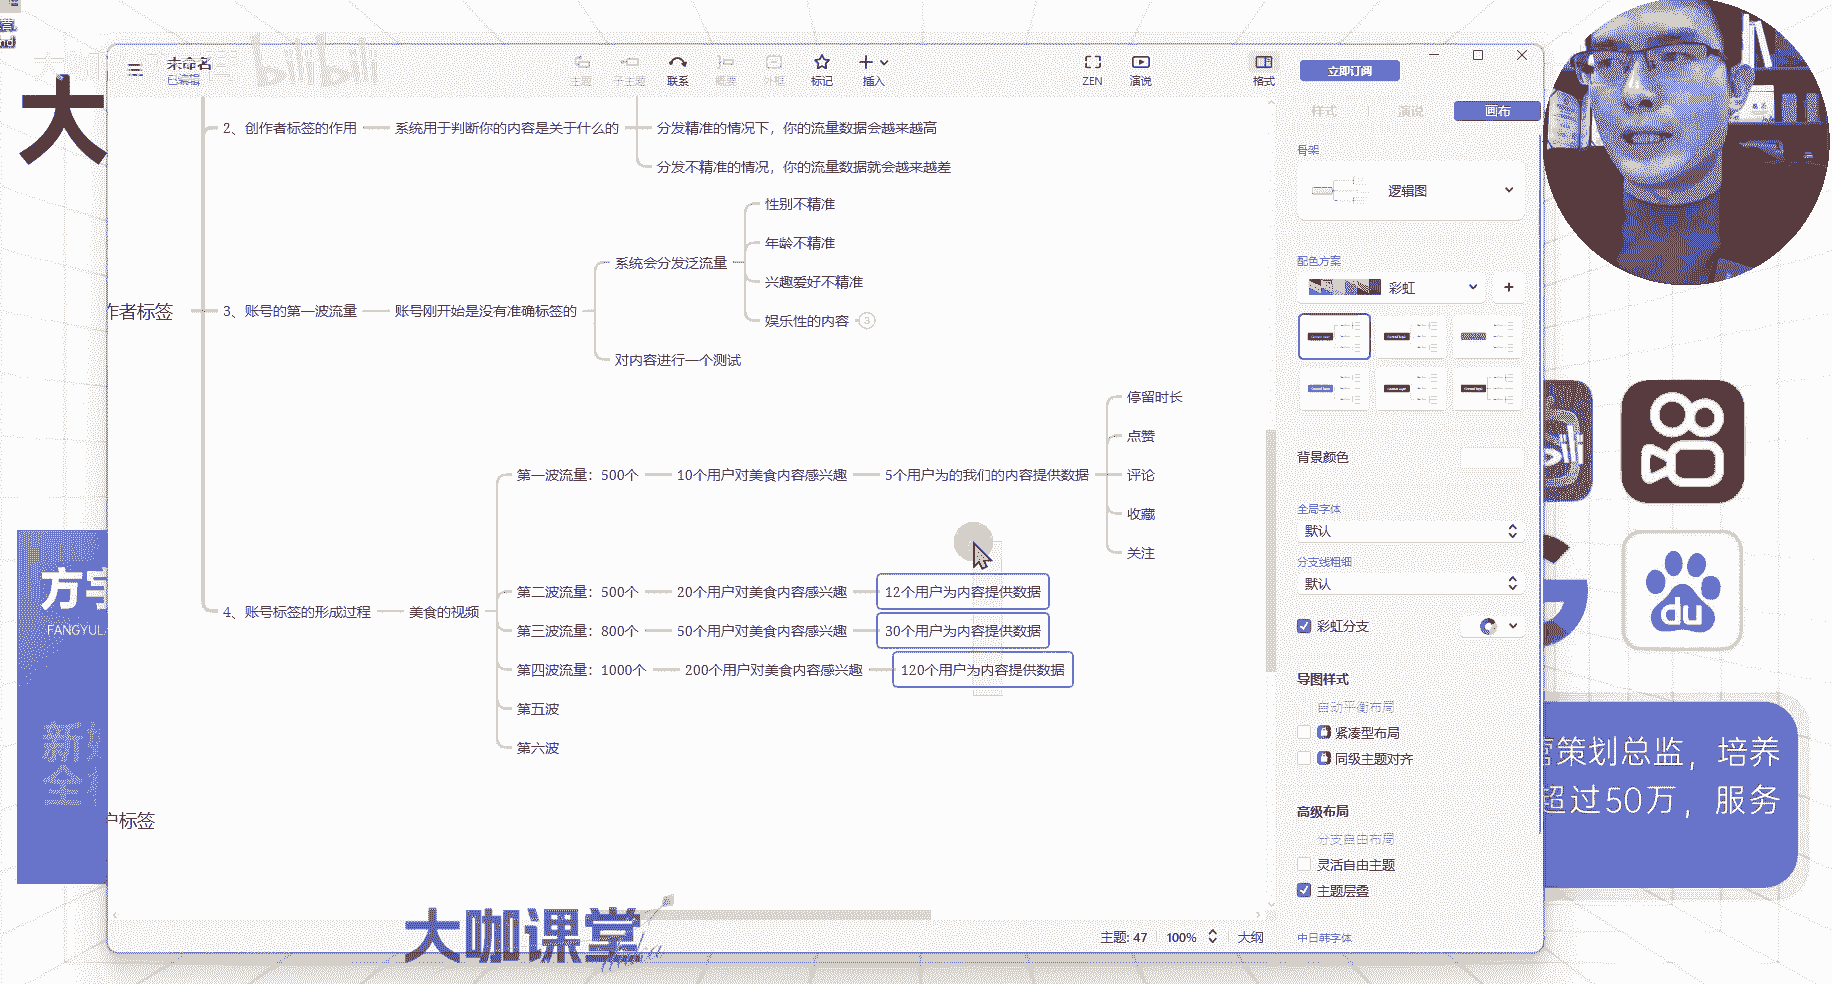 大
bilibili
未命名
已编辑
主题
子主题
联系
概要
外框
标记
插入
ZEN
演说
格式
立即订阅
样式
演说
画布
2、创作者标签的作用
系统用于判断你的内容是关于什么的
分发精准的情况下，你的流量数据会越来越高
分发不精准的情况，你的流量数据就会越来越差
作者标签
3、账号的第一波流量
账号刚开始是没有准确标签的
系统会分发泛流量
性别不精准
年龄不精准
兴趣爱好不精准
娱乐性的内容
3
对内容进行一个测试
4、账号标签的形成过程
美食的视频
第一波流量：500个
10个用户对美食内容感兴趣
5个用户为的我们的内容提供数据
停留时长
点赞
评论
收藏
关注
第二波流量：500个
20个用户对美食内容感兴趣
12个用户为内容提供数据
第三波流量：800个
50个用户对美食内容感兴趣
30个用户为内容提供数据
第四波流量：1000个
200个用户对美食内容感兴趣
120个用户为内容提供数据
第五波
第六波
户标签
骨架
逻辑图
配色方案
彩虹
背景颜色
全局字体
默认
分支线粗细
默认
彩虹分支
导图样式
自动平衡布局
紧凑型布局
同级主题对齐
高级布局
分支自由布局
灵活自由主题
主题层叠
中日韩字体
主题: 47
100%
大纲
方宇
FANGYU
新
全
du
营策划总监，培养
超过50万，服务
大咖课堂